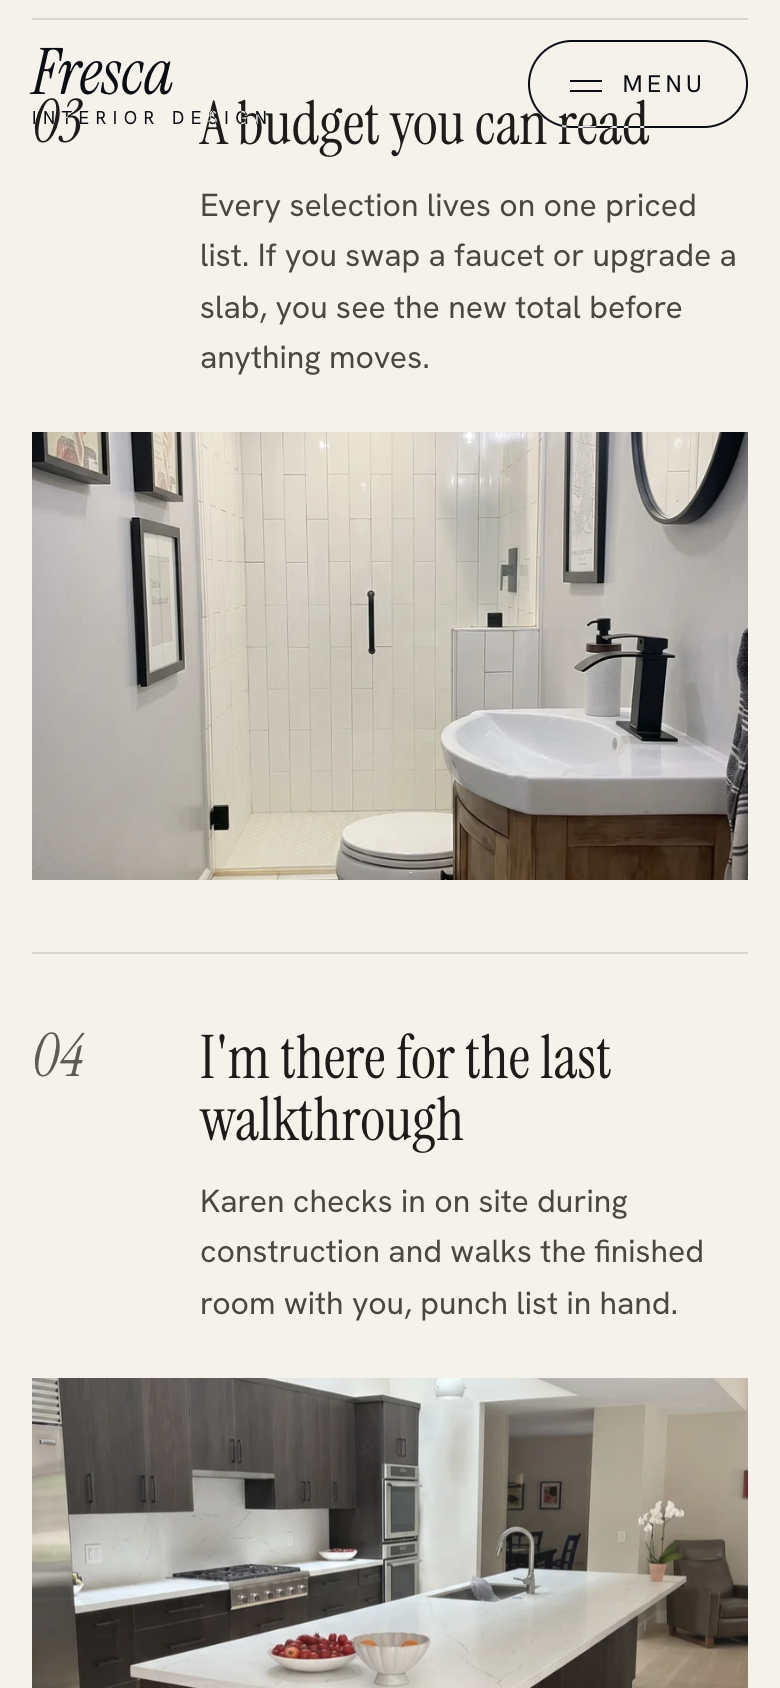 Fresca
INTERIOR DESIGN
MENU
03
A budget you can read
Every selection lives on one priced
list. If you swap a faucet or upgrade a
slab, you see the new total before
anything moves.
04
I'm there for the last
walkthrough
Karen checks in on site during
construction and walks the finished
room with you, punch list in hand.